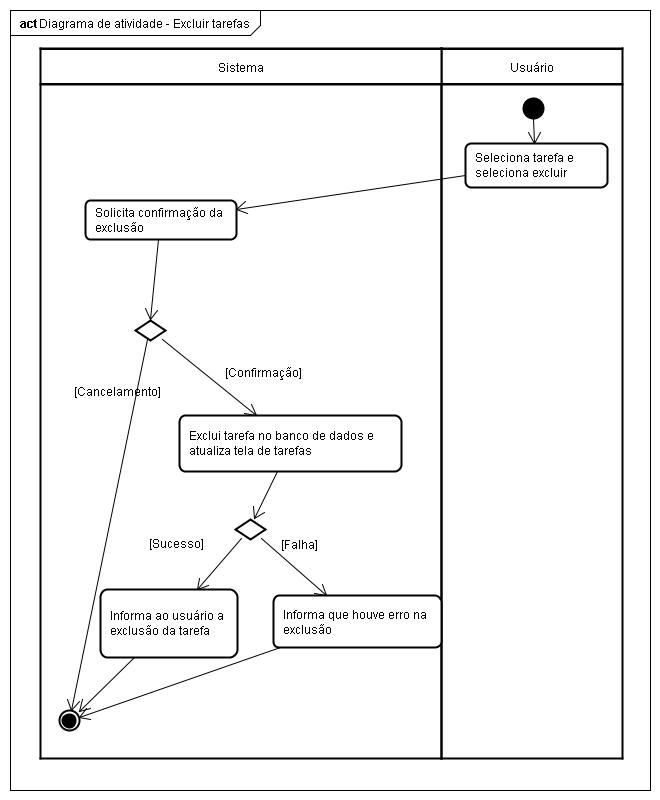 act Diagrama de atividade - Excluir tarefas
Sistema
Usuário
Seleciona tarefa e
seleciona excluir
Solicita confirmação da
exclusão
[Confirmação]
[Cancelamento]
Exclui tarefa no banco de dados e
atualiza tela de tarefas
[Sucesso]
[Falha]
Informa ao usuário a
exclusão da tarefa
Informa que houve erro na
exclusão